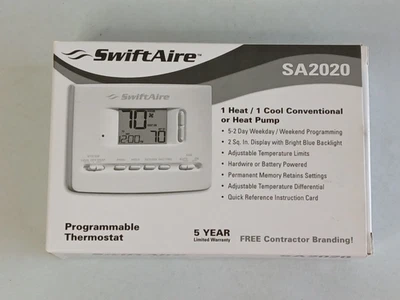 SwiftAire™
SA2020
SwiftAire
70
70
1 Heat / 1 Cool Conventional
or Heat Pump
• 5-2 Day Weekday / Weekend Programming
• 2 Sq. In. Display with Bright Blue Backlight
• Adjustable Temperature Limits
• Hardwire or Battery Powered
• Permanent Memory Retains Settings
• Adjustable Temperature Differential
• Quick Reference Instruction Card
Programmable
Thermostat
5 YEAR
Limited Warranty
FREE Contractor Branding!